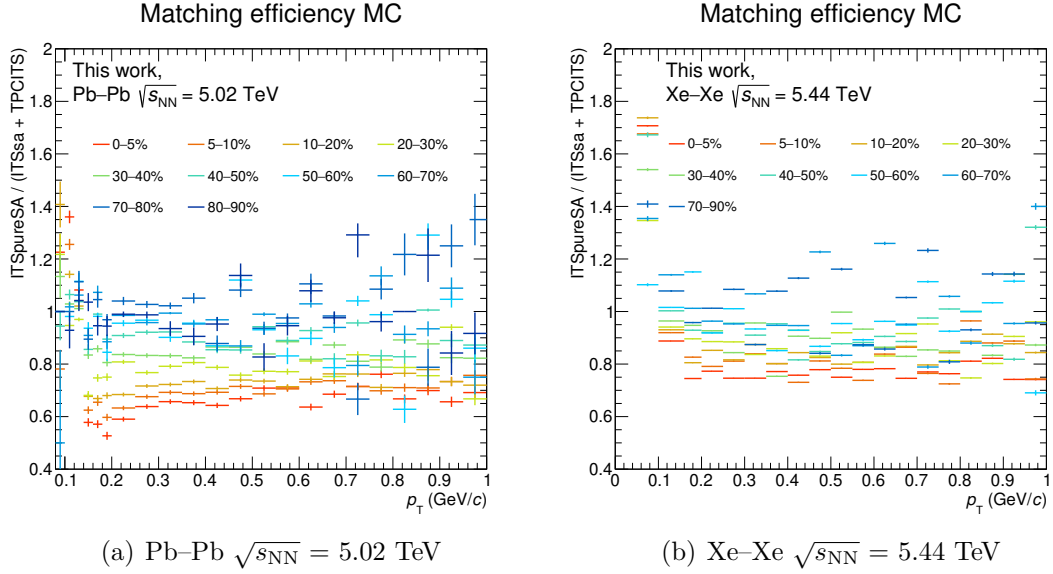 Matching efficiency MC
ITSpureSA / (ITSsa + TPCITS)
2
1.8
1.6
1.4
1.2
1
0.8
0.6
0.4
This work,
Pb–Pb √sNN = 5.02 TeV
0–5% 5–10% 10–20% 20–30%
30–40% 40–50% 50–60% 60–70%
70–80% 80–90%
0.1 0.2 0.3 0.4 0.5 0.6 0.7 0.8 0.9 1
pT (GeV/c)
(a) Pb–Pb √sNN = 5.02 TeV
Matching efficiency MC
ITSpureSA / (ITSsa + TPCITS)
2
1.8
1.6
1.4
1.2
1
0.8
0.6
0.4
This work,
Xe–Xe √sNN = 5.44 TeV
0–5% 5–10% 10–20% 20–30%
30–40% 40–50% 50–60% 60–70%
70–90%
0 0.1 0.2 0.3 0.4 0.5 0.6 0.7 0.8 0.9 1
pT (GeV/c)
(b) Xe–Xe √sNN = 5.44 TeV